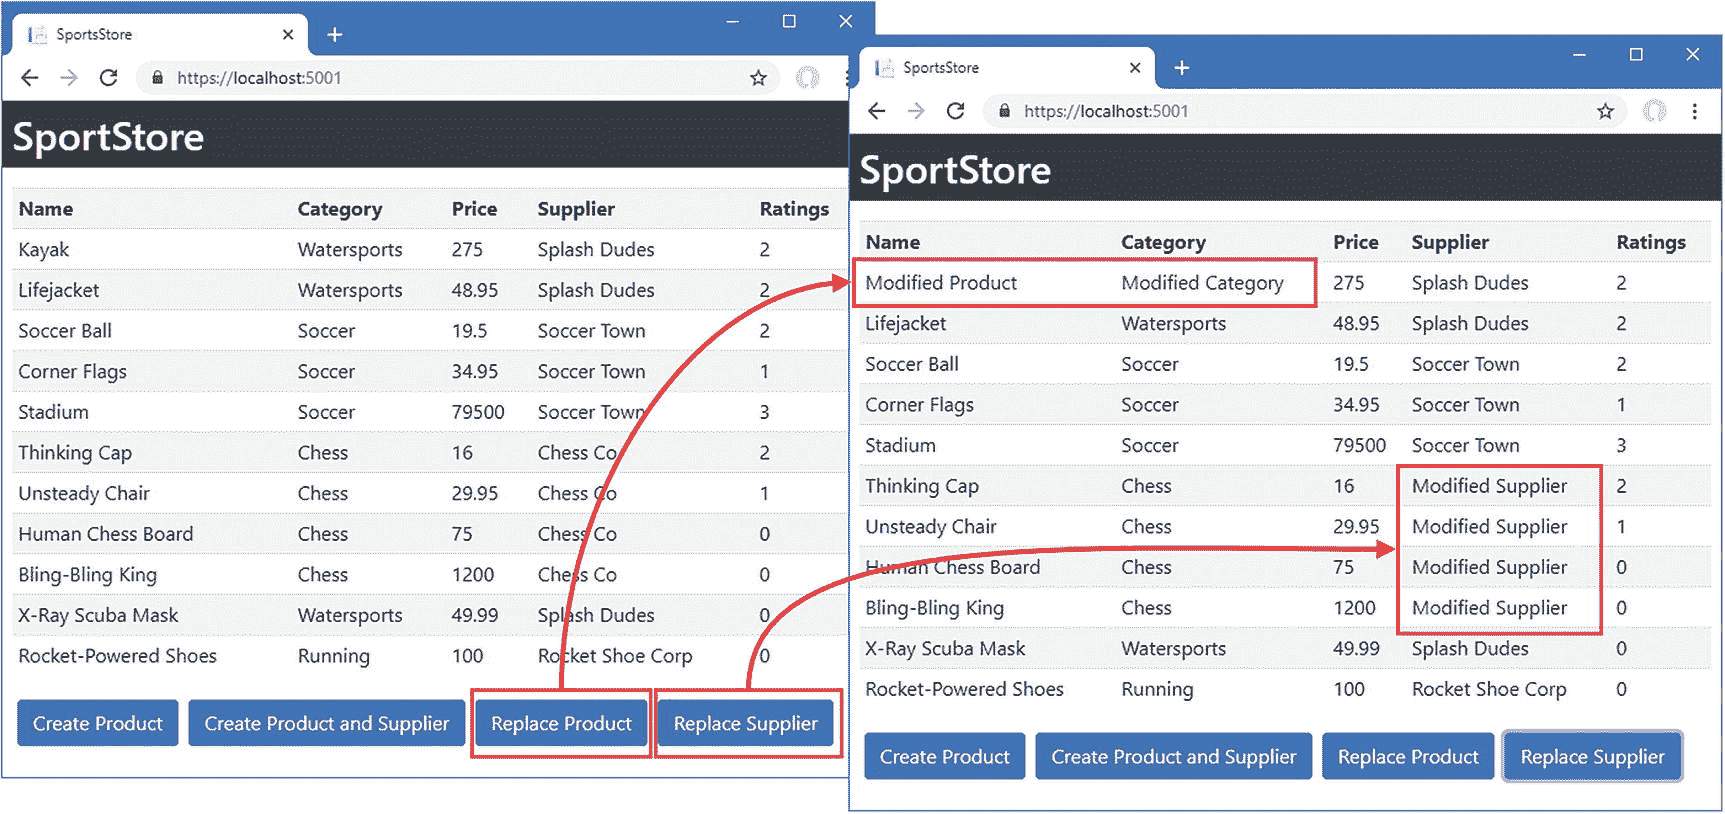 SportsStore
https://localhost:5001
SportStore
Name Category Price Supplier Ratings
Kayak Watersports 275 Splash Dudes 2
Lifejacket Watersports 48.95 Splash Dudes 2
Soccer Ball Soccer 19.5 Soccer Town 2
Corner Flags Soccer 34.95 Soccer Town 1
Stadium Soccer 79500 Soccer Town 3
Thinking Cap Chess 16 Chess Co 2
Unsteady Chair Chess 29.95 Chess Co 1
Human Chess Board Chess 75 Chess Co 0
Bling-Bling King Chess 1200 Chess Co 0
X-Ray Scuba Mask Watersports 49.99 Splash Dudes 0
Rocket-Powered Shoes Running 100 Rocket Shoe Corp 0
Create Product Create Product and Supplier Replace Product Replace Supplier
SportsStore
https://localhost:5001
SportStore
Name Category Price Supplier Ratings
Modified Product Modified Category 275 Splash Dudes 2
Lifejacket Watersports 48.95 Splash Dudes 2
Soccer Ball Soccer 19.5 Soccer Town 2
Corner Flags Soccer 34.95 Soccer Town 1
Stadium Soccer 79500 Soccer Town 3
Thinking Cap Chess 16 Modified Supplier 2
Unsteady Chair Chess 29.95 Modified Supplier 1
Human Chess Board Chess 75 Modified Supplier 0
Bling-Bling King Chess 1200 Modified Supplier 0
X-Ray Scuba Mask Watersports 49.99 Splash Dudes 0
Rocket-Powered Shoes Running 100 Rocket Shoe Corp 0
Create Product Create Product and Supplier Replace Product Replace Supplier